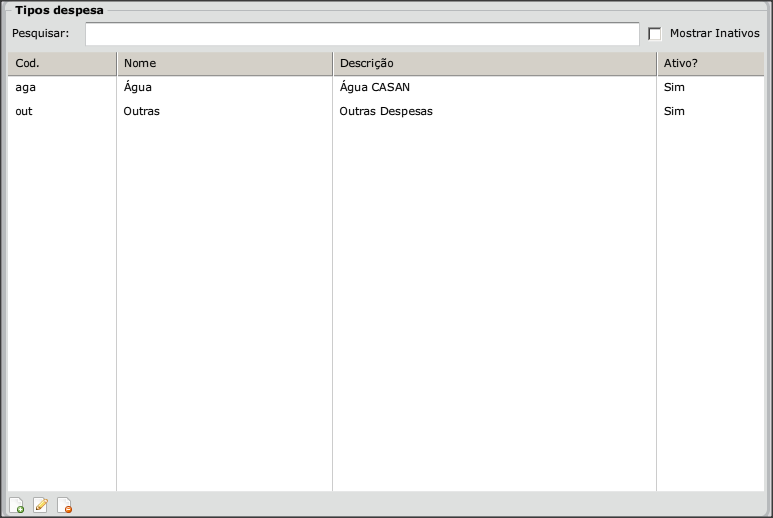 Tipos despesa
Pesquisar: Mostrar Inativos
Cod. Nome Descrição Ativo?
aga Água Água CASAN Sim
out Outras Outras Despesas Sim